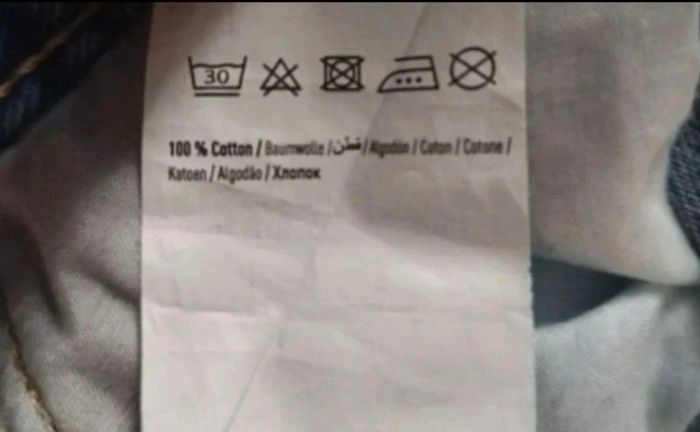 30
100 % Cotton / Baumwolle / قطن / Algodón / Coton / Cotone /
Katoen / Algodão / Хлопок